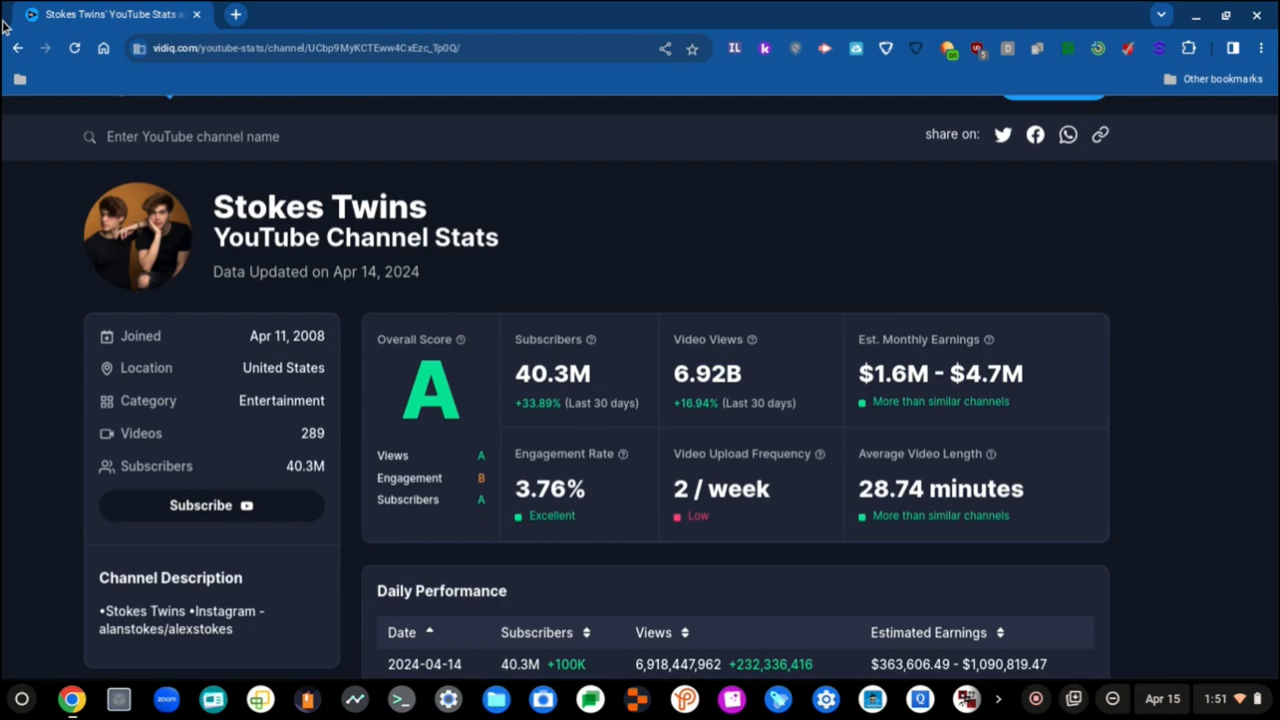 Stokes Twins' YouTube Stats a
vidiq.com/youtube-stats/channel/UCbp9MyKCTEww4CxEzc_Tp0Q/
Other bookmarks
Enter YouTube channel name
share on:
Stokes Twins
YouTube Channel Stats
Data Updated on Apr 14, 2024
Joined Apr 11, 2008
Location United States
Category Entertainment
Videos 289
Subscribers 40.3M
Subscribe
Channel Description
•Stokes Twins •Instagram -
alanstokes/alexstokes
Overall Score
A
Views A
Engagement B
Subscribers A
Subscribers
40.3M
+33.89% (Last 30 days)
Video Views
6.92B
+16.94% (Last 30 days)
Est. Monthly Earnings
$1.6M - $4.7M
More than similar channels
Engagement Rate
3.76%
Excellent
Video Upload Frequency
2 / week
Low
Average Video Length
28.74 minutes
More than similar channels
Daily Performance
Date Subscribers Views Estimated Earnings
2024-04-14 40.3M +100K 6,918,447,962 +232,336,416 $363,606.49 - $1,090,819.47
zoom
Apr 15 1:51